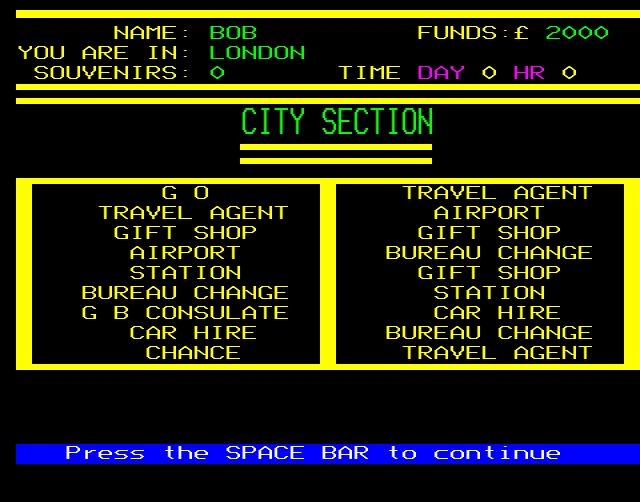 NAME: BOB FUNDS:£ 2000
YOU ARE IN: LONDON
SOUVENIRS: 0 TIME DAY 0 HR 0
CITY SECTION
G O TRAVEL AGENT
TRAVEL AGENT AIRPORT
GIFT SHOP GIFT SHOP
AIRPORT BUREAU CHANGE
STATION GIFT SHOP
BUREAU CHANGE STATION
G B CONSULATE CAR HIRE
CAR HIRE BUREAU CHANGE
CHANCE TRAVEL AGENT
Press the SPACE BAR to continue